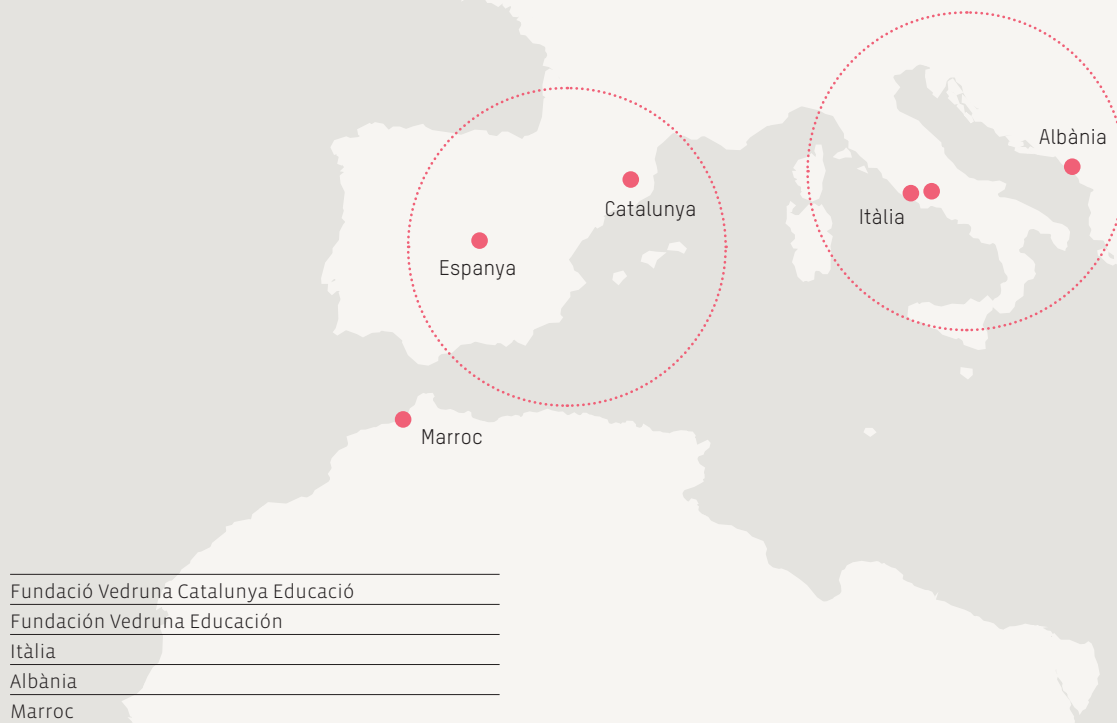 Albània
Catalunya
Itàlia
Espanya
Marroc
Fundació Vedruna Catalunya Educació
Fundación Vedruna Educación
Itàlia
Albània
Marroc